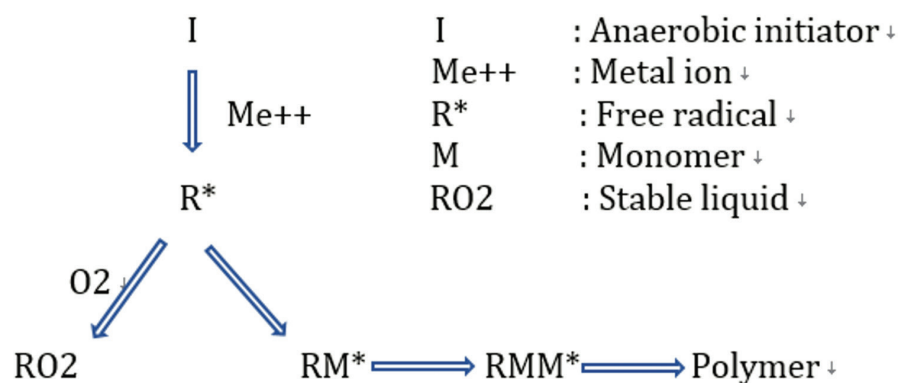 I
Me++
R*
O2
RO2
RM*
RMM*
Polymer
I : Anaerobic initiator
Me++ : Metal ion
R* : Free radical
M : Monomer
RO2 : Stable liquid